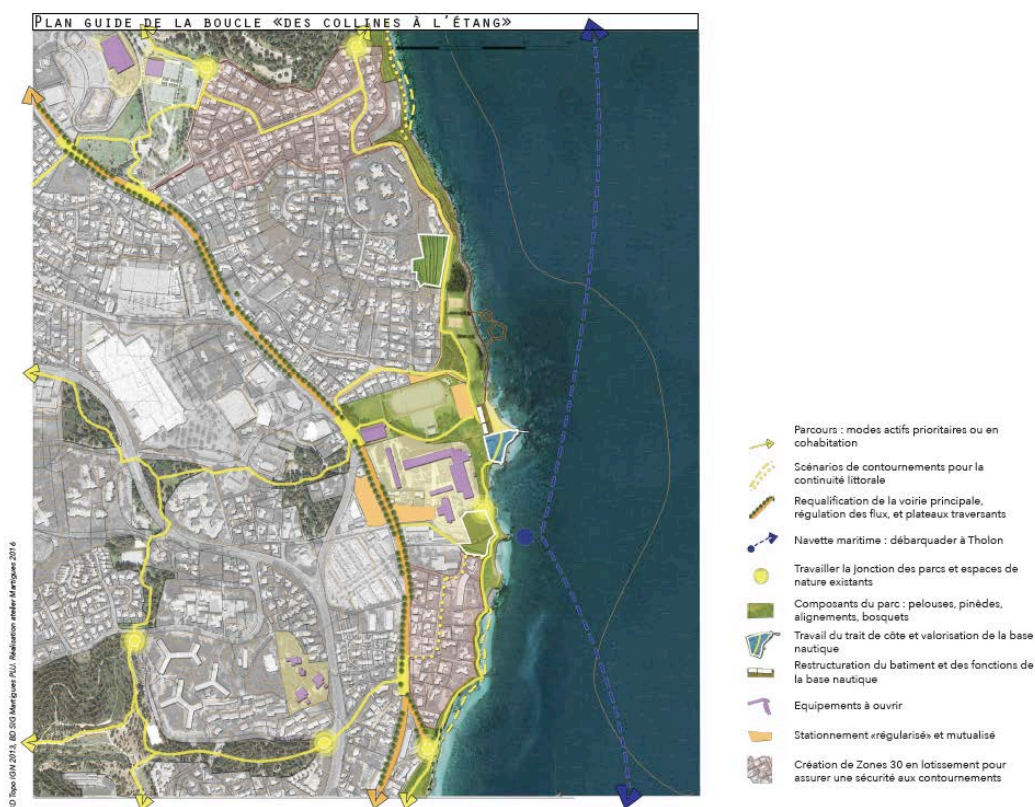 PLAN GUIDE DE LA BOUCLE «DES COLLINES À L'ÉTANG»
Parcours : modes actifs prioritaires ou en
cohabitation
Scénarios de contournements pour la
continuité littorale
Requalification de la voirie principale,
régulation des flux, et plateaux traversants
Navette maritime : débarquader à Tholon
Travailler la jonction des parcs et espaces de
nature existants
Composants du parc : pelouses, pinèdes,
alignements, bosquets
Travail du trait de côte et valorisation de la base
nautique
Restructuration du batiment et des fonctions de
la base nautique
Equipements à ouvrir
Stationnement «régularisé» et mutualisé
Création de Zones 30 en lotissement pour
assurer une sécurité aux contournements
D Topo IGN 2013, BD SIG Martigues PLU. Réalisation atelier Martigues 2016